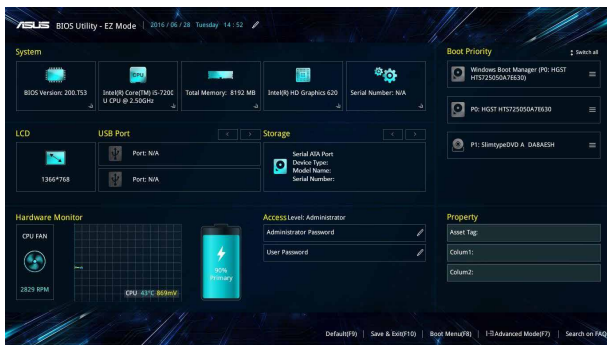 ASUS BIOS Utility - EZ Mode 2016 / 06 / 28 Tuesday 14 : 52
System
BIOS Version: 200.T53
CPU
Intel(R) Core(TM) i5-7200
U CPU @ 2.50GHz
Total Memory: 8192 MB
Intel(R) HD Graphics 620
Serial Number: N/A
Boot Priority
Switch all
Windows Boot Manager (P0: HGST
HTS725050A7E630)
P0: HGST HTS725050A7E630
P1: SlimtypeDVD A DA8AESH
LCD
1366*768
USB Port
Port: N/A
Port: N/A
Storage
Serial ATA Port
Device Type:
Model Name:
Serial Number:
Hardware Monitor
CPU FAN
2829 RPM
CPU 43°C 869mV
90%
Primary
Access Level: Administrator
Administrator Password
User Password
Property
Asset Tag:
Colum1:
Colum2:
Default(F9) | Save & Exit(F10) | Boot Menu(F8) | Advanced Mode(F7) | Search on FAQ